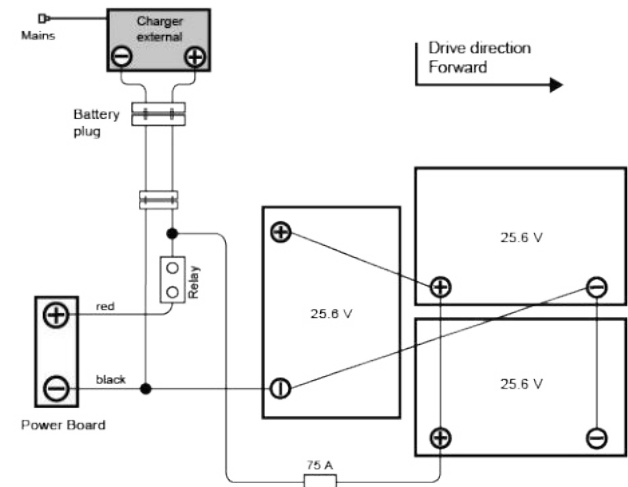 Charger
external
Mains
Drive direction
Forward
Battery
plug
25.6 V
25.6 V
Relay
red
25.6 V
black
Power Board
75 A